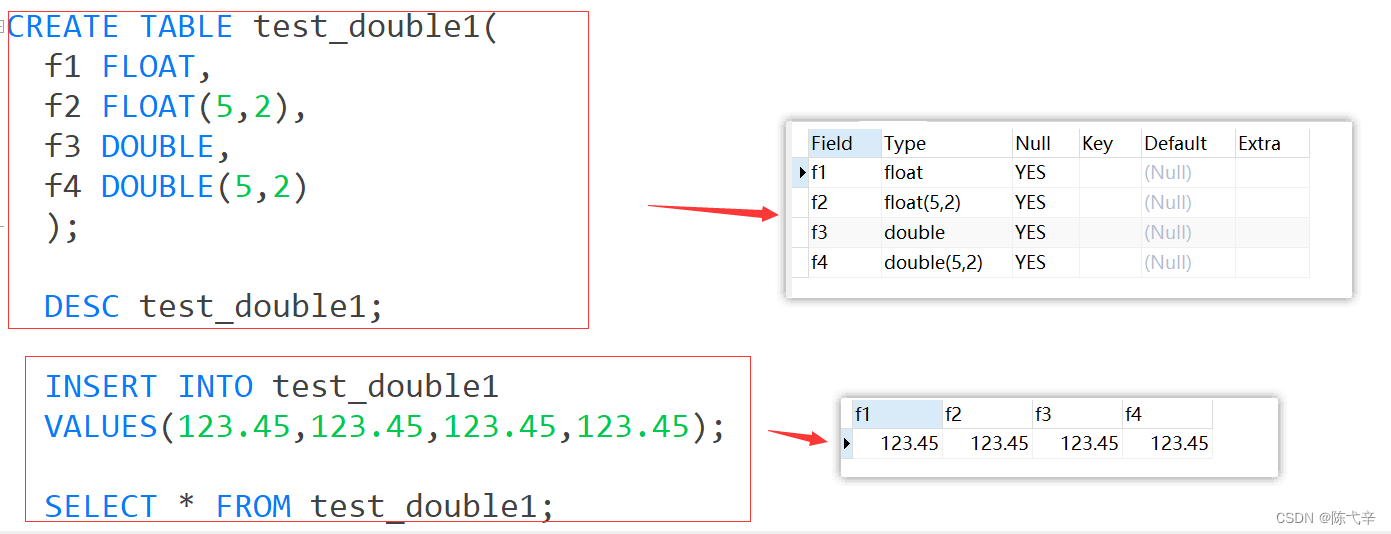 CREATE TABLE test_double1(
f1 FLOAT,
f2 FLOAT(5,2),
f3 DOUBLE,
f4 DOUBLE(5,2)
);
DESC test_double1;
Field Type Null Key Default Extra
f1 float YES (Null)
f2 float(5,2) YES (Null)
f3 double YES (Null)
f4 double(5,2) YES (Null)
INSERT INTO test_double1
VALUES(123.45,123.45,123.45,123.45);
SELECT * FROM test_double1;
f1 f2 f3 f4
123.45 123.45 123.45 123.45
CSDN @陈弋辛